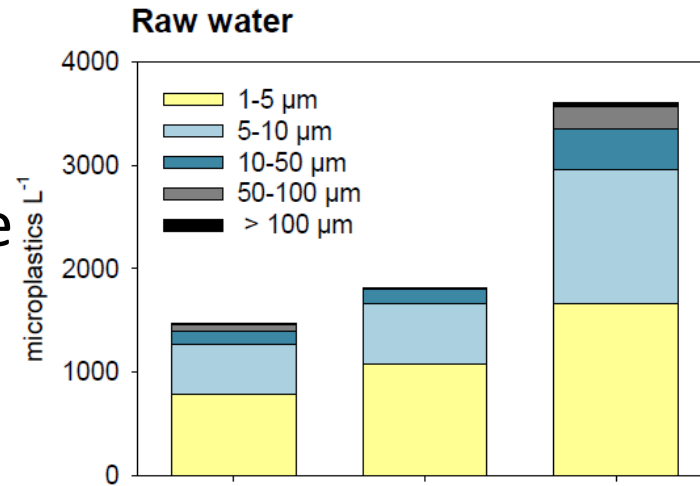 Raw water
4000
3000
2000
1000
0
microplastics L⁻¹
1-5 µm
5-10 µm
10-50 µm
50-100 µm
> 100 µm
e